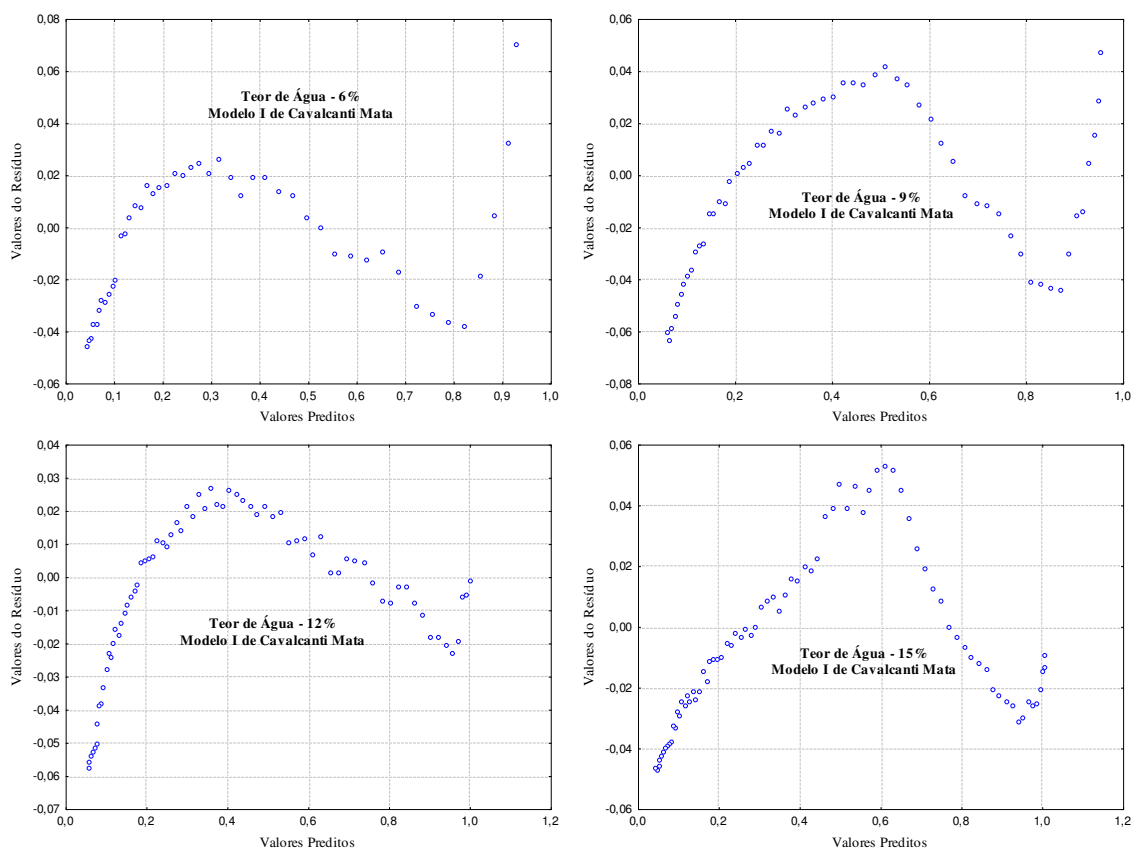 0,08
0,06
0,04
0,02
0,00
-0,02
-0,04
-0,06
Valores do Resíduo
Teor de Água - 6%
Modelo I de Cavalcanti Mata
0,0 0,1 0,2 0,3 0,4 0,5 0,6 0,7 0,8 0,9 1,0
Valores Preditos
0,06
0,04
0,02
0,00
-0,02
-0,04
-0,06
-0,08
Valores do Resíduo
Teor de Água - 9%
Modelo I de Cavalcanti Mata
0,0 0,2 0,4 0,6 0,8 1,0
Valores Preditos
0,04
0,03
0,02
0,01
0,00
-0,01
-0,02
-0,03
-0,04
-0,05
-0,06
-0,07
Valores do Resíduo
Teor de Água - 12%
Modelo I de Cavalcanti Mata
0,0 0,2 0,4 0,6 0,8 1,0 1,2
Valores Preditos
0,06
0,04
0,02
0,00
-0,02
-0,04
-0,06
Valores do Resíduo
Teor de Água - 15%
Modelo I de Cavalcanti Mata
0,0 0,2 0,4 0,6 0,8 1,0 1,2
Valores Preditos